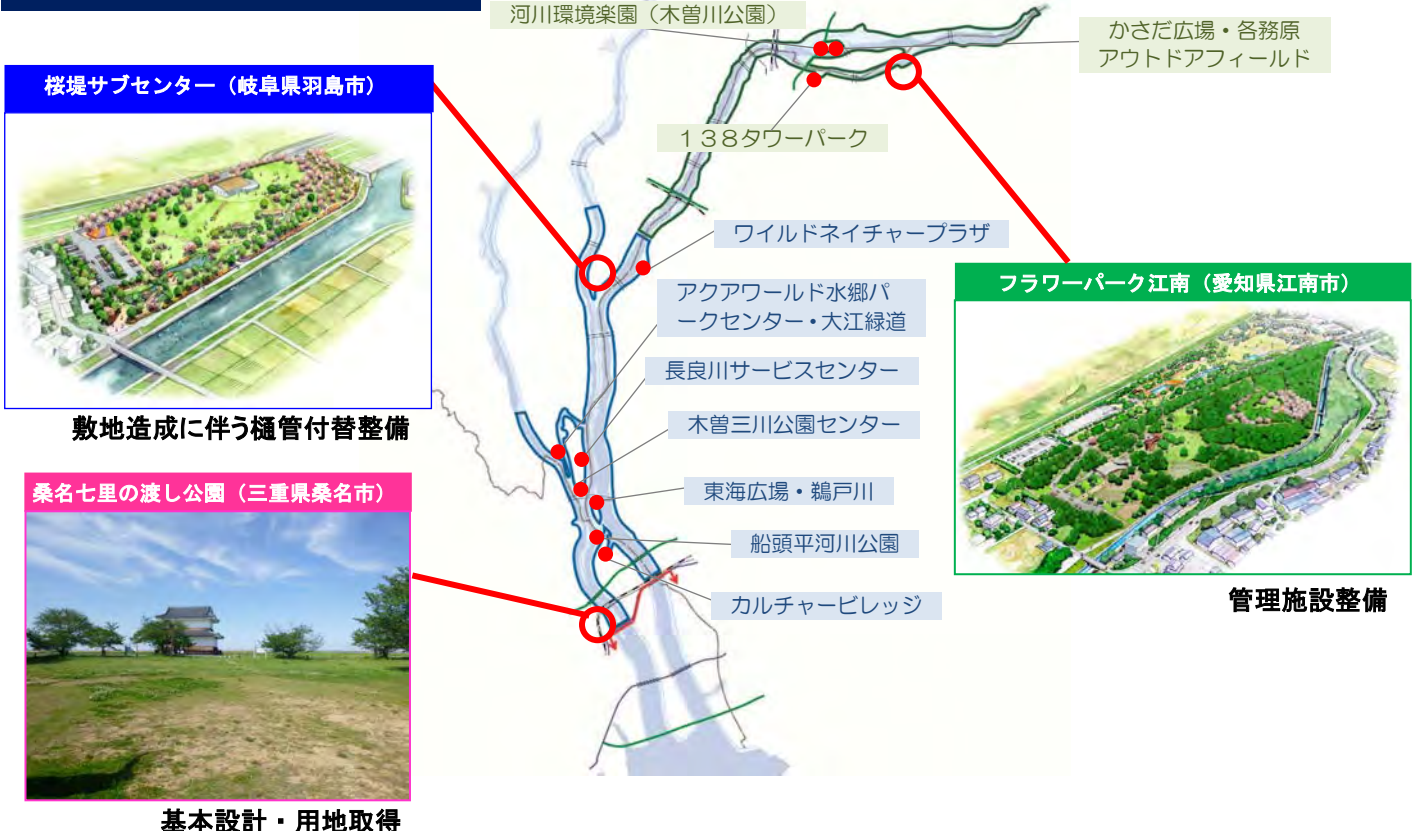 河川環境楽園（木曽川公園）
かさだ広場・各務原
アウトドアフィールド
桜堤サブセンター（岐阜県羽島市）
１３８タワーパーク
ワイルドネイチャープラザ
フラワーパーク江南（愛知県江南市）
アクアワールド水郷パ
ークセンター・大江緑道
長良川サービスセンター
敷地造成に伴う樋管付替整備
木曽三川公園センター
桑名七里の渡し公園（三重県桑名市）
東海広場・鵜戸川
船頭平河川公園
カルチャービレッジ
管理施設整備
基本設計・用地取得